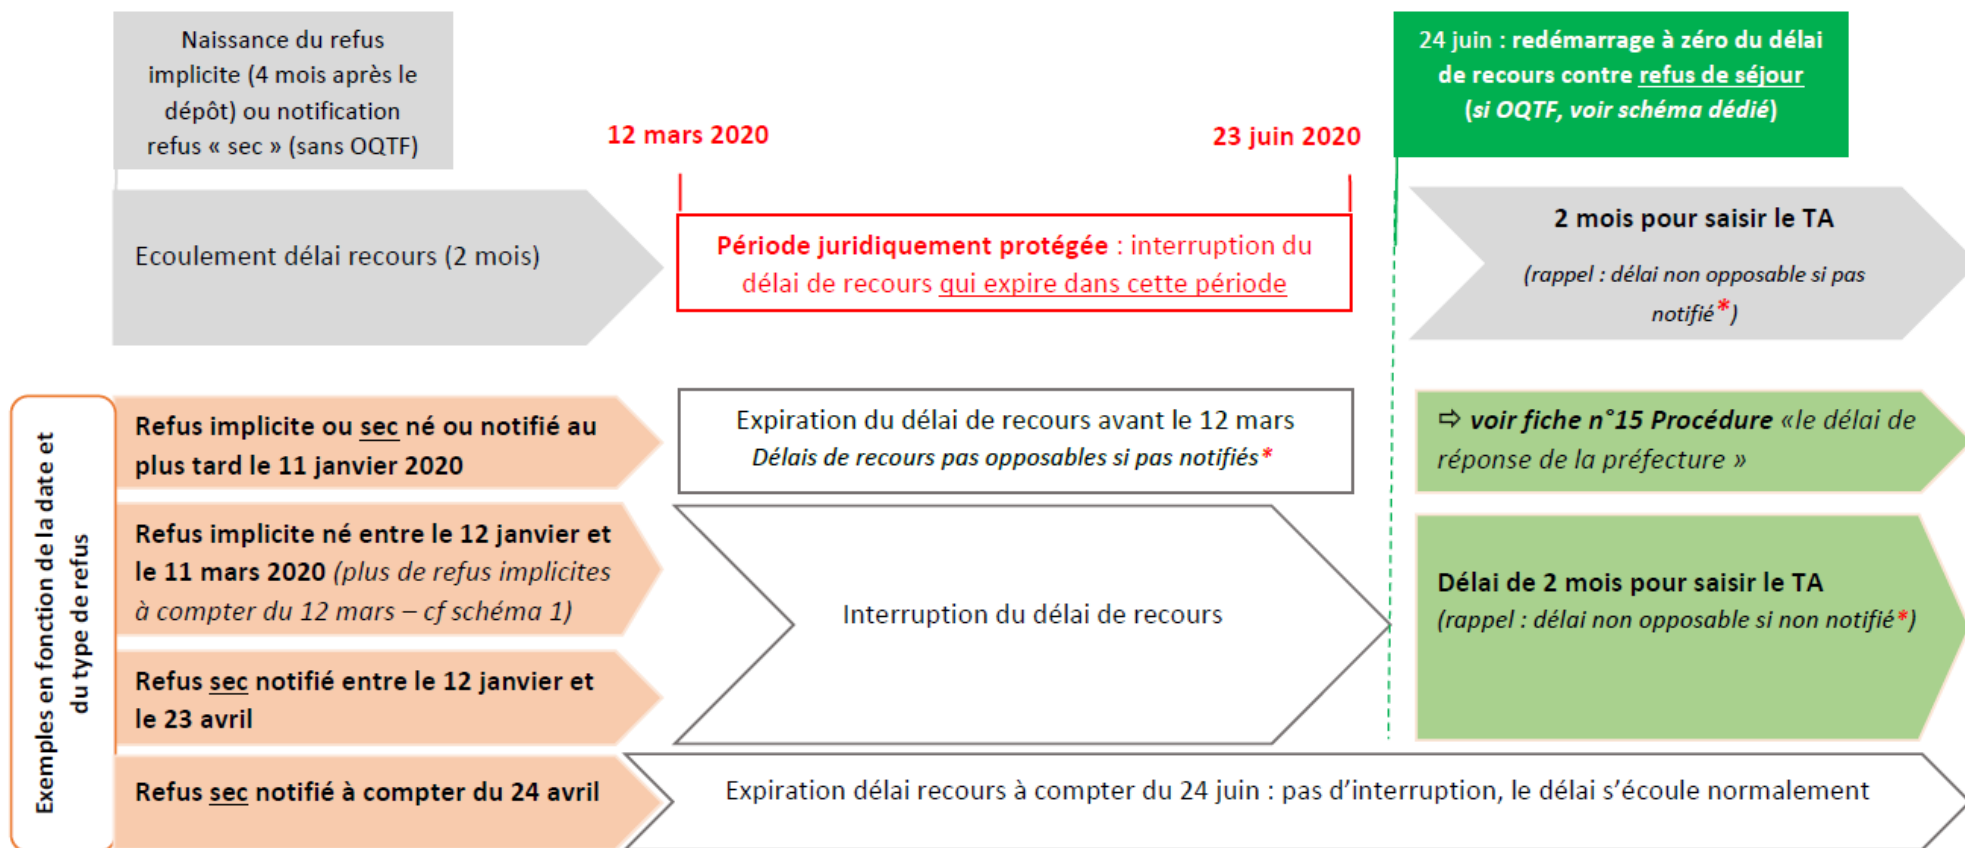 Naissance du refus
implicite (4 mois après le
dépôt) ou notification
refus « sec » (sans OQTF)
12 mars 2020
23 juin 2020
24 juin : redémarrage à zéro du délai
de recours contre refus de séjour
(si OQTF, voir schéma dédié)
Ecoulement délai recours (2 mois)
Période juridiquement protégée : interruption du
délai de recours qui expire dans cette période
2 mois pour saisir le TA
(rappel : délai non opposable si pas
notifié*)
Exemples en fonction de la date et
du type de refus
Refus implicite ou sec né ou notifié au
plus tard le 11 janvier 2020
Expiration du délai de recours avant le 12 mars
Délais de recours pas opposables si pas notifiés*
⇨ voir fiche n°15 Procédure «le délai de
réponse de la préfecture »
Refus implicite né entre le 12 janvier et
le 11 mars 2020 (plus de refus implicites
à compter du 12 mars – cf schéma 1)
Interruption du délai de recours
Délai de 2 mois pour saisir le TA
(rappel : délai non opposable si non notifié*)
Refus sec notifié entre le 12 janvier et
le 23 avril
Refus sec notifié à compter du 24 avril
Expiration délai recours à compter du 24 juin : pas d’interruption, le délai s’écoule normalement